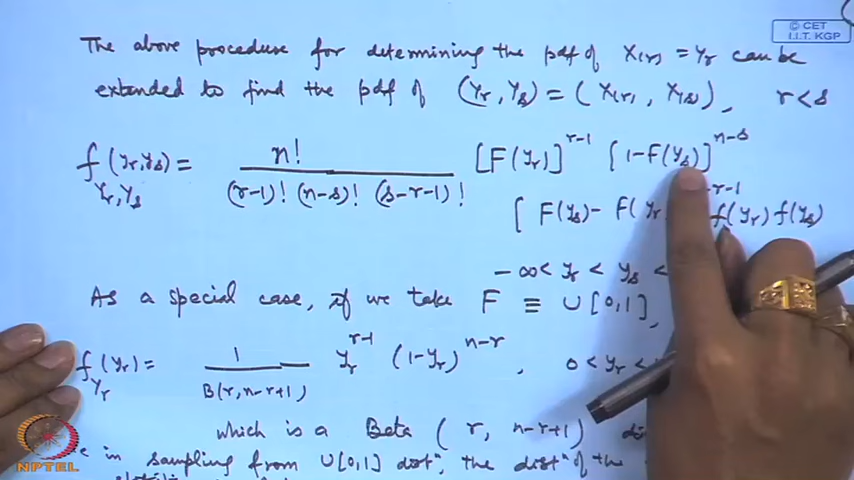 © CET
I.I.T. KGP
The above procedure for determining the pdf of X(r) = Yr can be
extended to find the pdf of (Yr, Ys) = (X(r), X(s)), r < s
f (yr, ys) = n! [F(yr)]^{r-1} [1-F(ys)]^{n-s}
Yr, Ys (r-1)! (n-s)! (s-r-1)!
[F(ys) - F(yr -r-1 f(yr) f(ys)
-∞ < yr < ys <
As a special case, if we take F ≡ U[0,1],
f (yr) = 1 yr^{r-1} (1-yr)^{n-r}, 0 < yr <
Yr B(r, n-r+1)
which is a Beta (r, n-r+1)
in sampling from U[0,1] distⁿ, the distⁿ of the
NPTEL